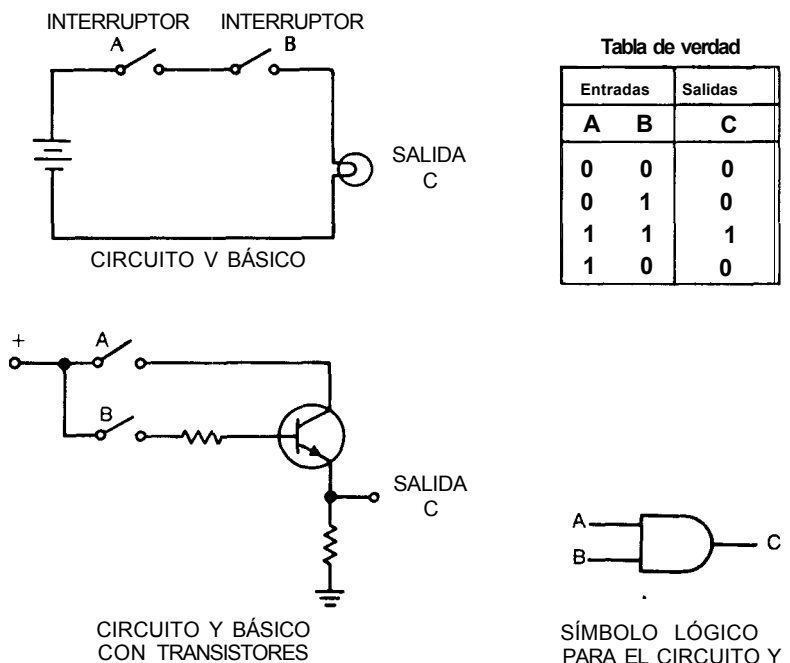 INTERRUPTOR INTERRUPTOR
A B
SALIDA
C
CIRCUITO V BÁSICO
Tabla de verdad
Entradas Salidas
A B C
0 0 0
0 1 0
1 1 1
1 0 0
+ A
B
SALIDA
C
CIRCUITO Y BÁSICO
CON TRANSISTORES
A
C
B
SÍMBOLO LÓGICO
PARA EL CIRCUITO Y